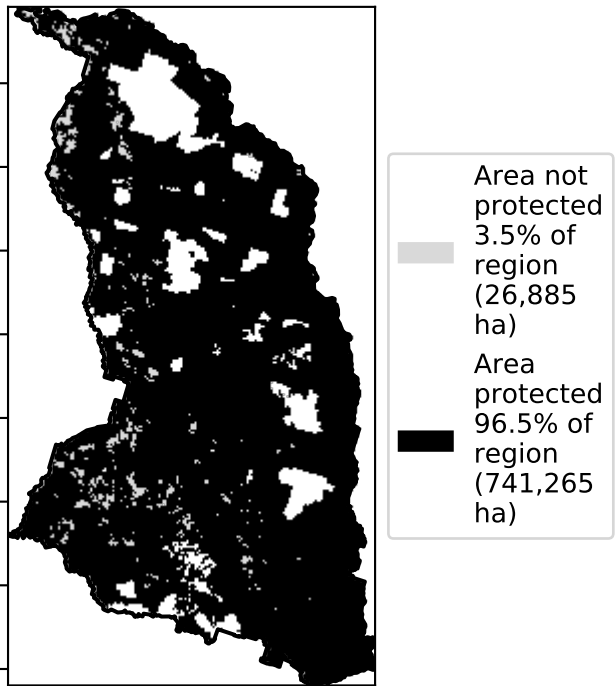 Area not
protected
3.5% of
region
(26,885
ha)
Area
protected
96.5% of
region
(741,265
ha)